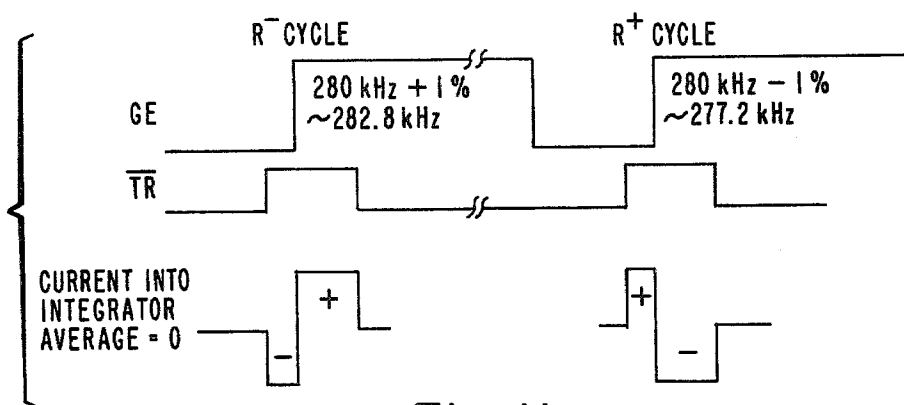 R⁻ CYCLE
R⁺ CYCLE
GE
280 kHz + 1%
~282.8 kHz
280 kHz − 1%
~277.2 kHz
T̅R̅
CURRENT INTO
INTEGRATOR
AVERAGE = 0
−
+
+
−